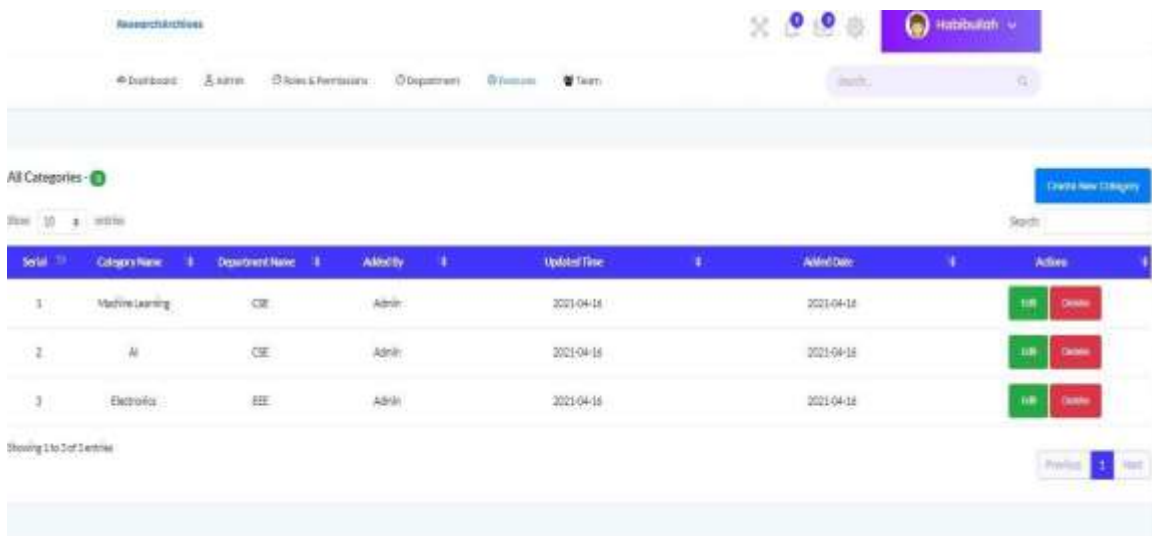 ResearchArchives
Habibullah
Dashboard Admin Roles & Permissions Department Team
Search..
All Categories - 3
Create New Category
Show 10 entries
Search:
Serial Category Name Department Name Added By Updated Time Added Date Actions
1 Machine Learning CSE Admin 2021-04-16 2021-04-16 Edit Delete
2 AI CSE Admin 2021-04-16 2021-04-16 Edit Delete
3 Electronics EEE Admin 2021-04-16 2021-04-16 Edit Delete
Showing 1 to 3 of 3 entries
Previous 1 Next